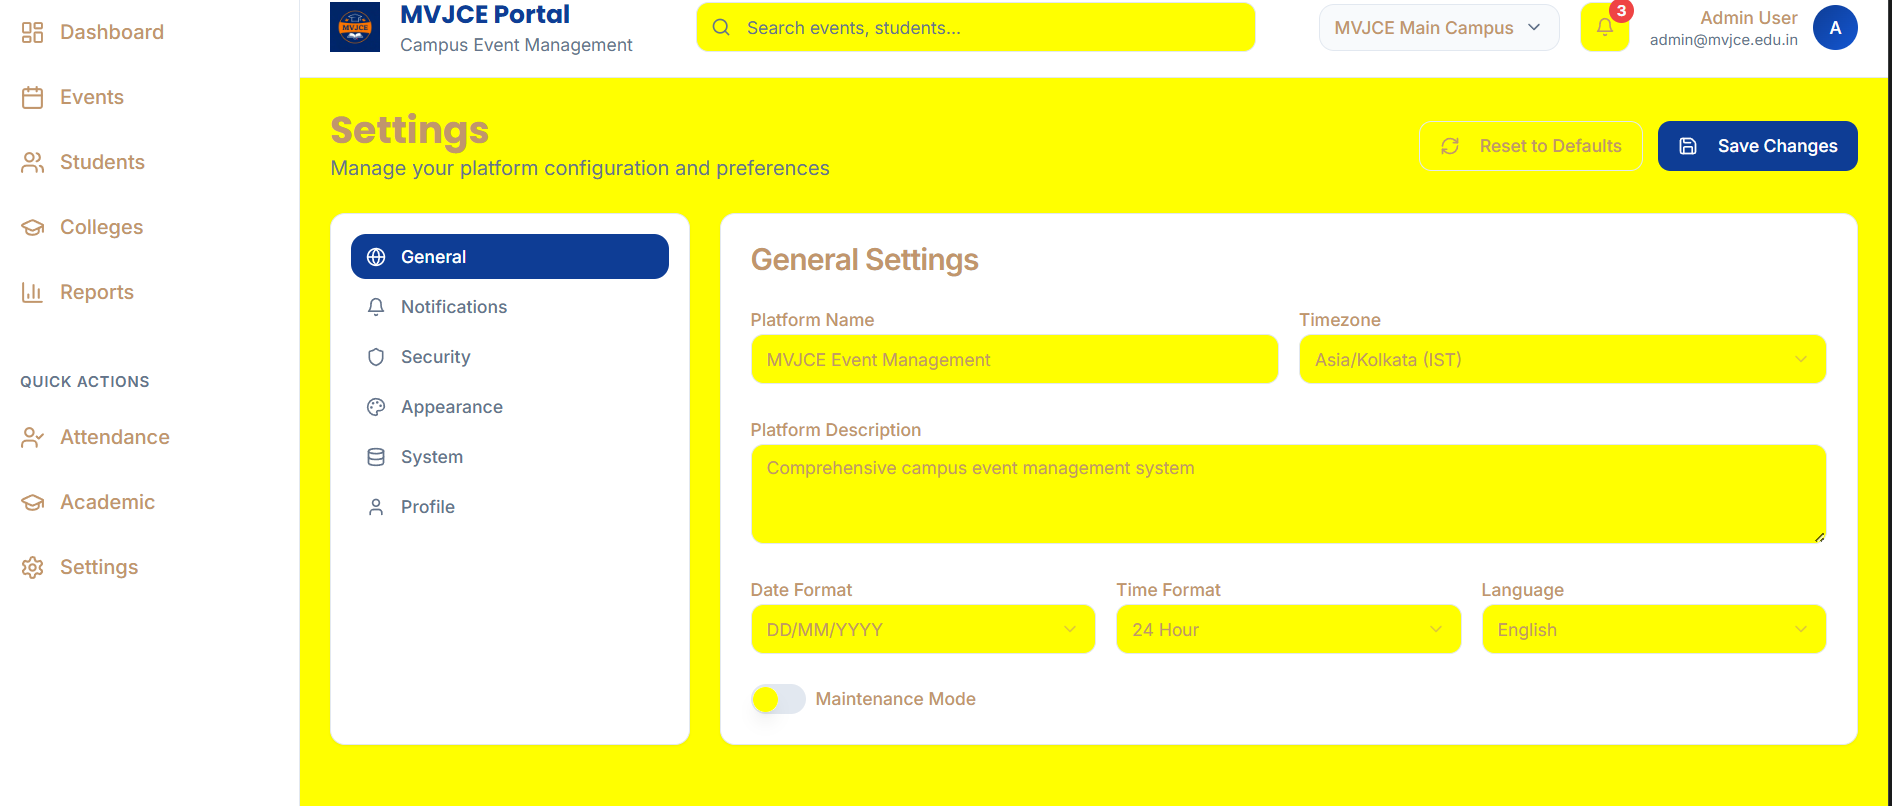 Dashboard
Events
Students
Colleges
Reports
QUICK ACTIONS
Attendance
Academic
Settings
MVJCE
MVJCE Portal
Campus Event Management
Search events, students...
MVJCE Main Campus
3
Admin User
admin@mvjce.edu.in
A
Settings
Manage your platform configuration and preferences
Reset to Defaults
Save Changes
General
Notifications
Security
Appearance
System
Profile
General Settings
Platform Name
MVJCE Event Management
Timezone
Asia/Kolkata (IST)
Platform Description
Comprehensive campus event management system
Date Format
DD/MM/YYYY
Time Format
24 Hour
Language
English
Maintenance Mode